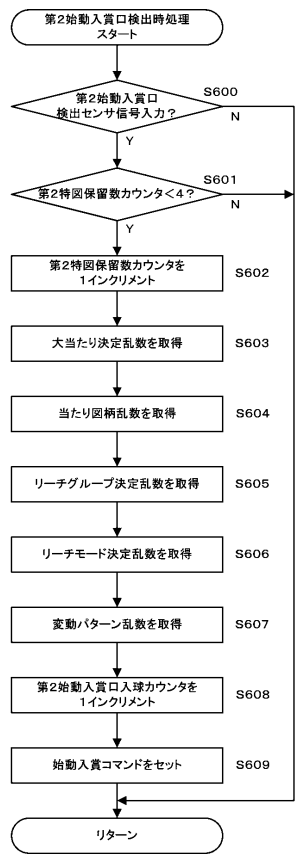 第2始動入賞口検出時処理
スタート
第2始動入賞口
検出センサ信号入力?
S600
N
Y
第2特図保留数カウンタ<4?
S601
N
Y
第2特図保留数カウンタを
1インクリメント
S602
大当たり決定乱数を取得
S603
当たり図柄乱数を取得
S604
リーチグループ決定乱数を取得
S605
リーチモード決定乱数を取得
S606
変動パターン乱数を取得
S607
第2始動入賞口入球カウンタを
1インクリメント
S608
始動入賞コマンドをセット
S609
リターン